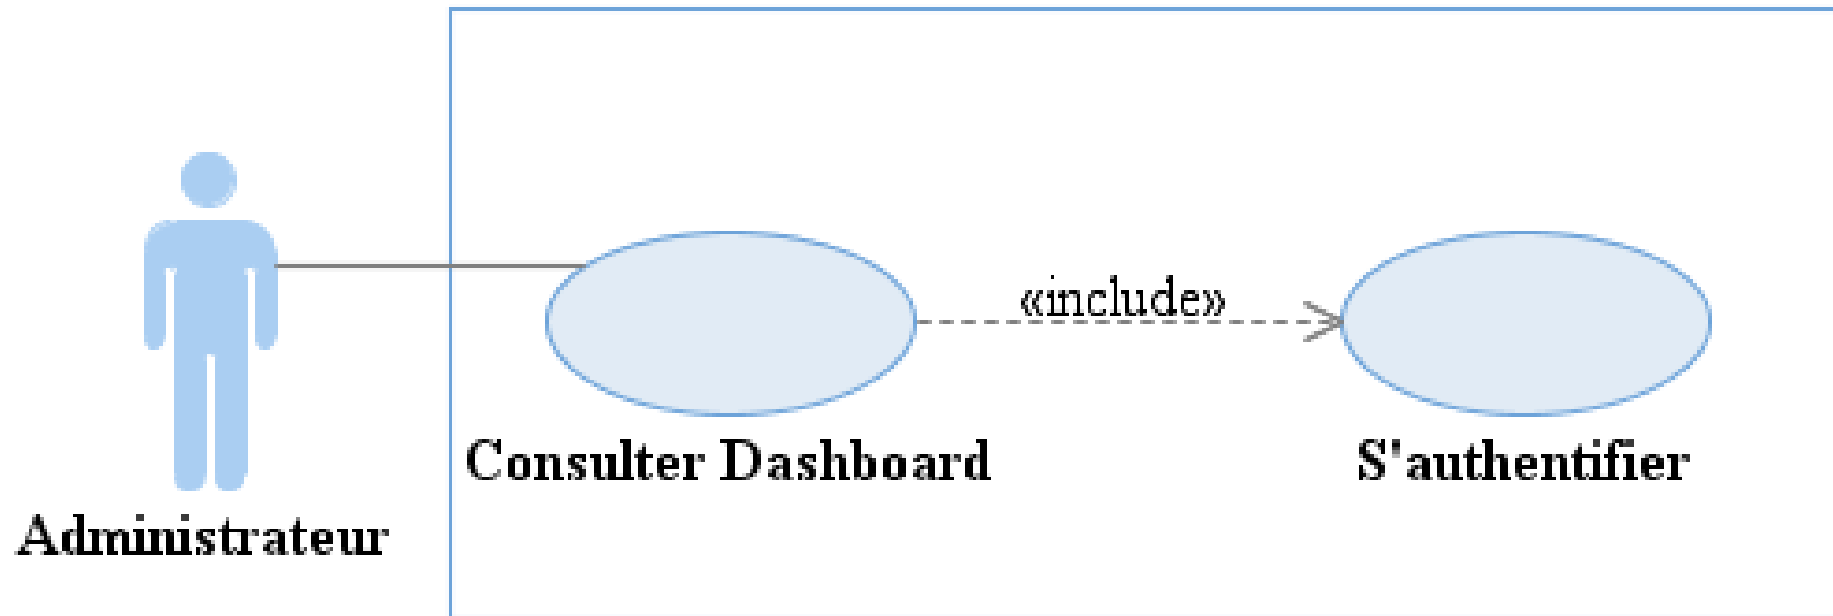 «include»
Consulter Dashboard
S'authentifier
Administrateur